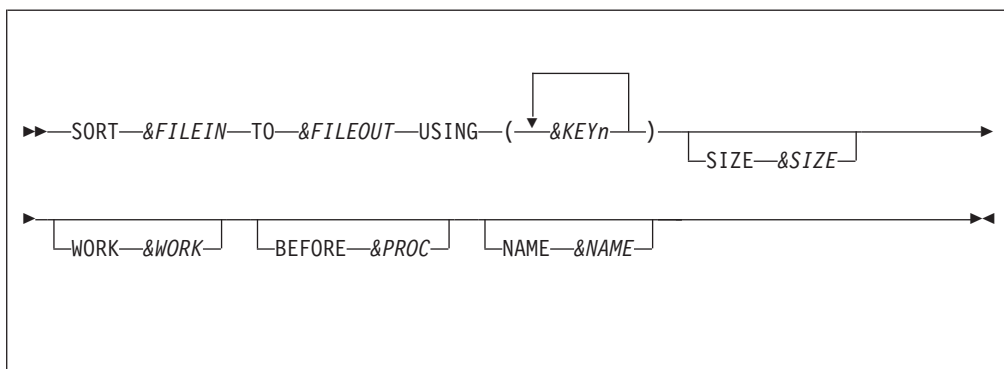 SORT &FILEIN TO &FILEOUT USING ( &KEYn )
SIZE &SIZE
WORK &WORK BEFORE &PROC NAME &NAME